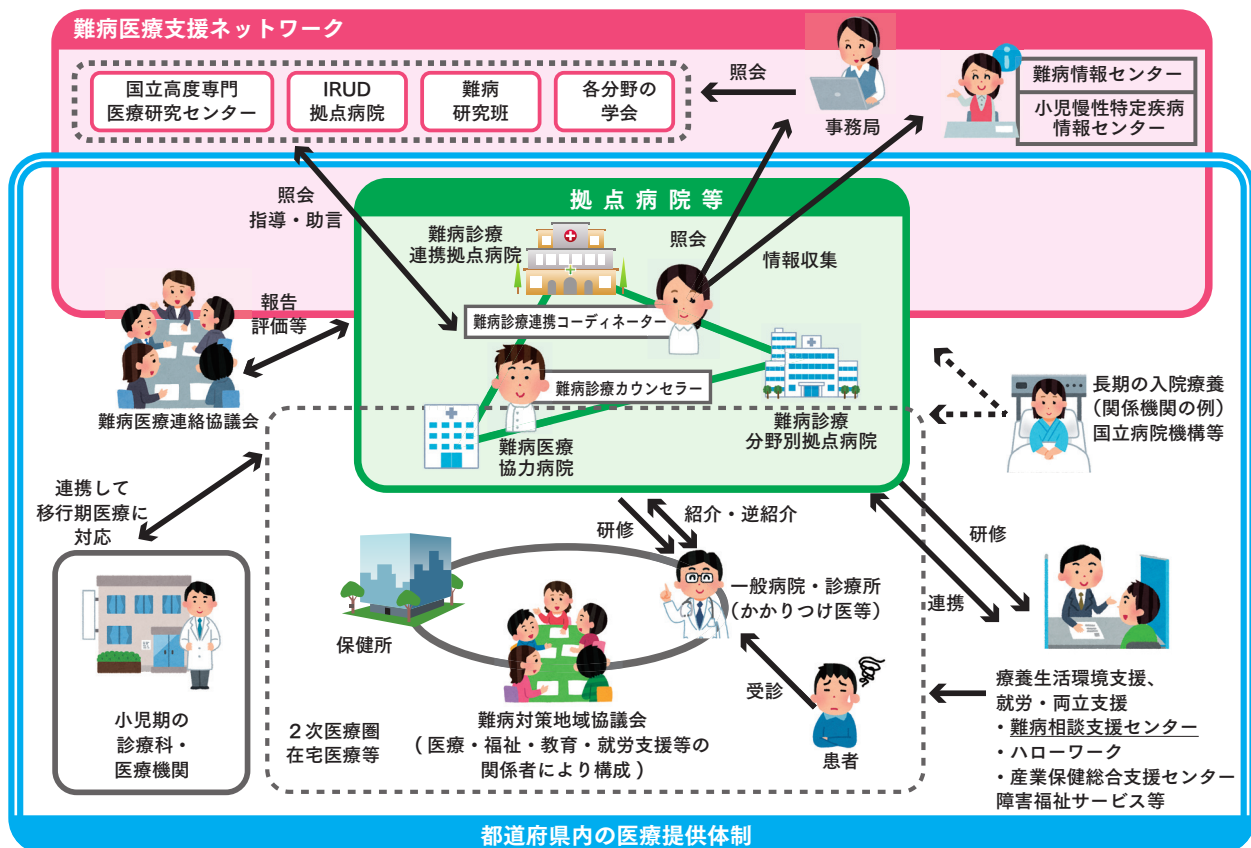 難病医療支援ネットワーク
国立高度専門
医療研究センター
IRUD
拠点病院
難病
研究班
各分野の
学会
照会
事務局
難病情報センター
小児慢性特定疾病
情報センター
照会
指導・助言
拠点病院等
難病診療
連携拠点病院
照会
情報収集
報告
評価等
難病診療連携コーディネーター
難病診療カウンセラー
難病医療連絡協議会
難病医療
協力病院
難病診療
分野別拠点病院
長期の入院療養
（関係機関の例）
国立病院機構等
連携して
移行期医療に
対応
研修
紹介・逆紹介
研修
連携
一般病院・診療所
（かかりつけ医等）
保健所
受診
小児期の
診療科・
医療機関
２次医療圏
在宅医療等
難病対策地域協議会
( 医療・福祉・教育・就労支援等の
関係者により構成 )
患者
療養生活環境支援、
就労・両立支援
・難病相談支援センター
・ハローワーク
・産業保健総合支援センター
障害福祉サービス等
都道府県内の医療提供体制